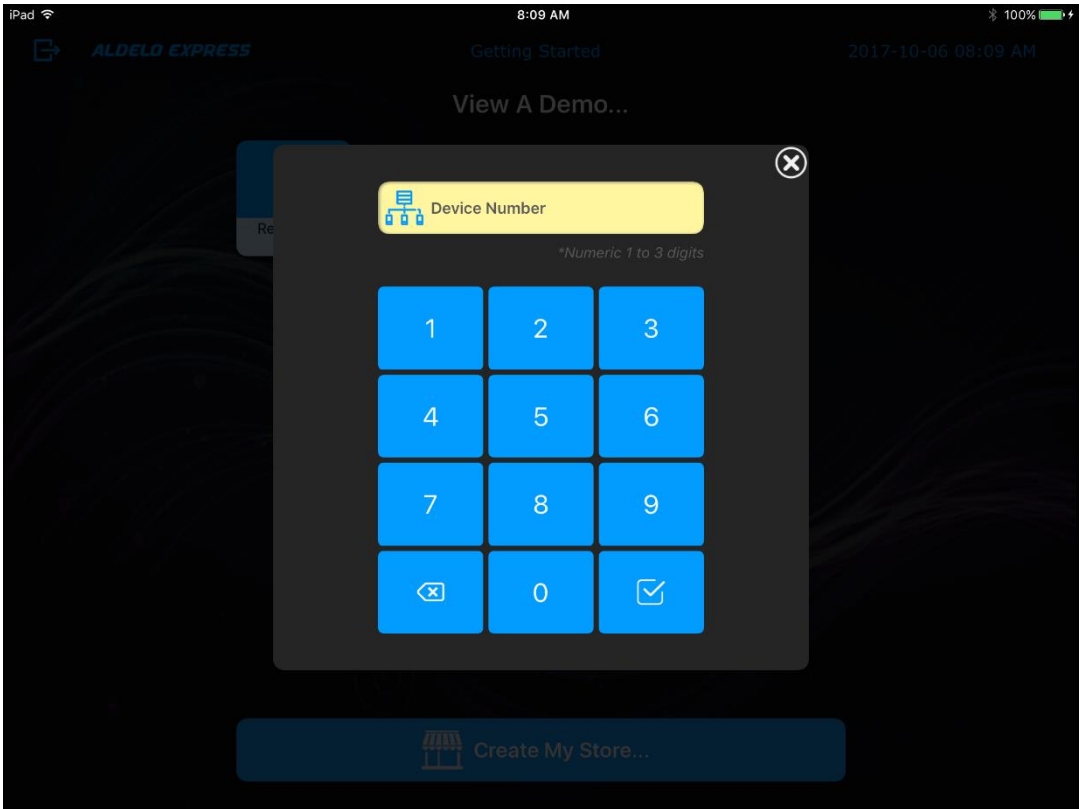 iPad 8:09 AM 100%
ALDELO EXPRESS Getting Started 2017-10-06 08:09 AM
View A Demo...
Device Number
Re
*Numeric 1 to 3 digits
1 2 3
4 5 6
7 8 9
0
Create My Store...